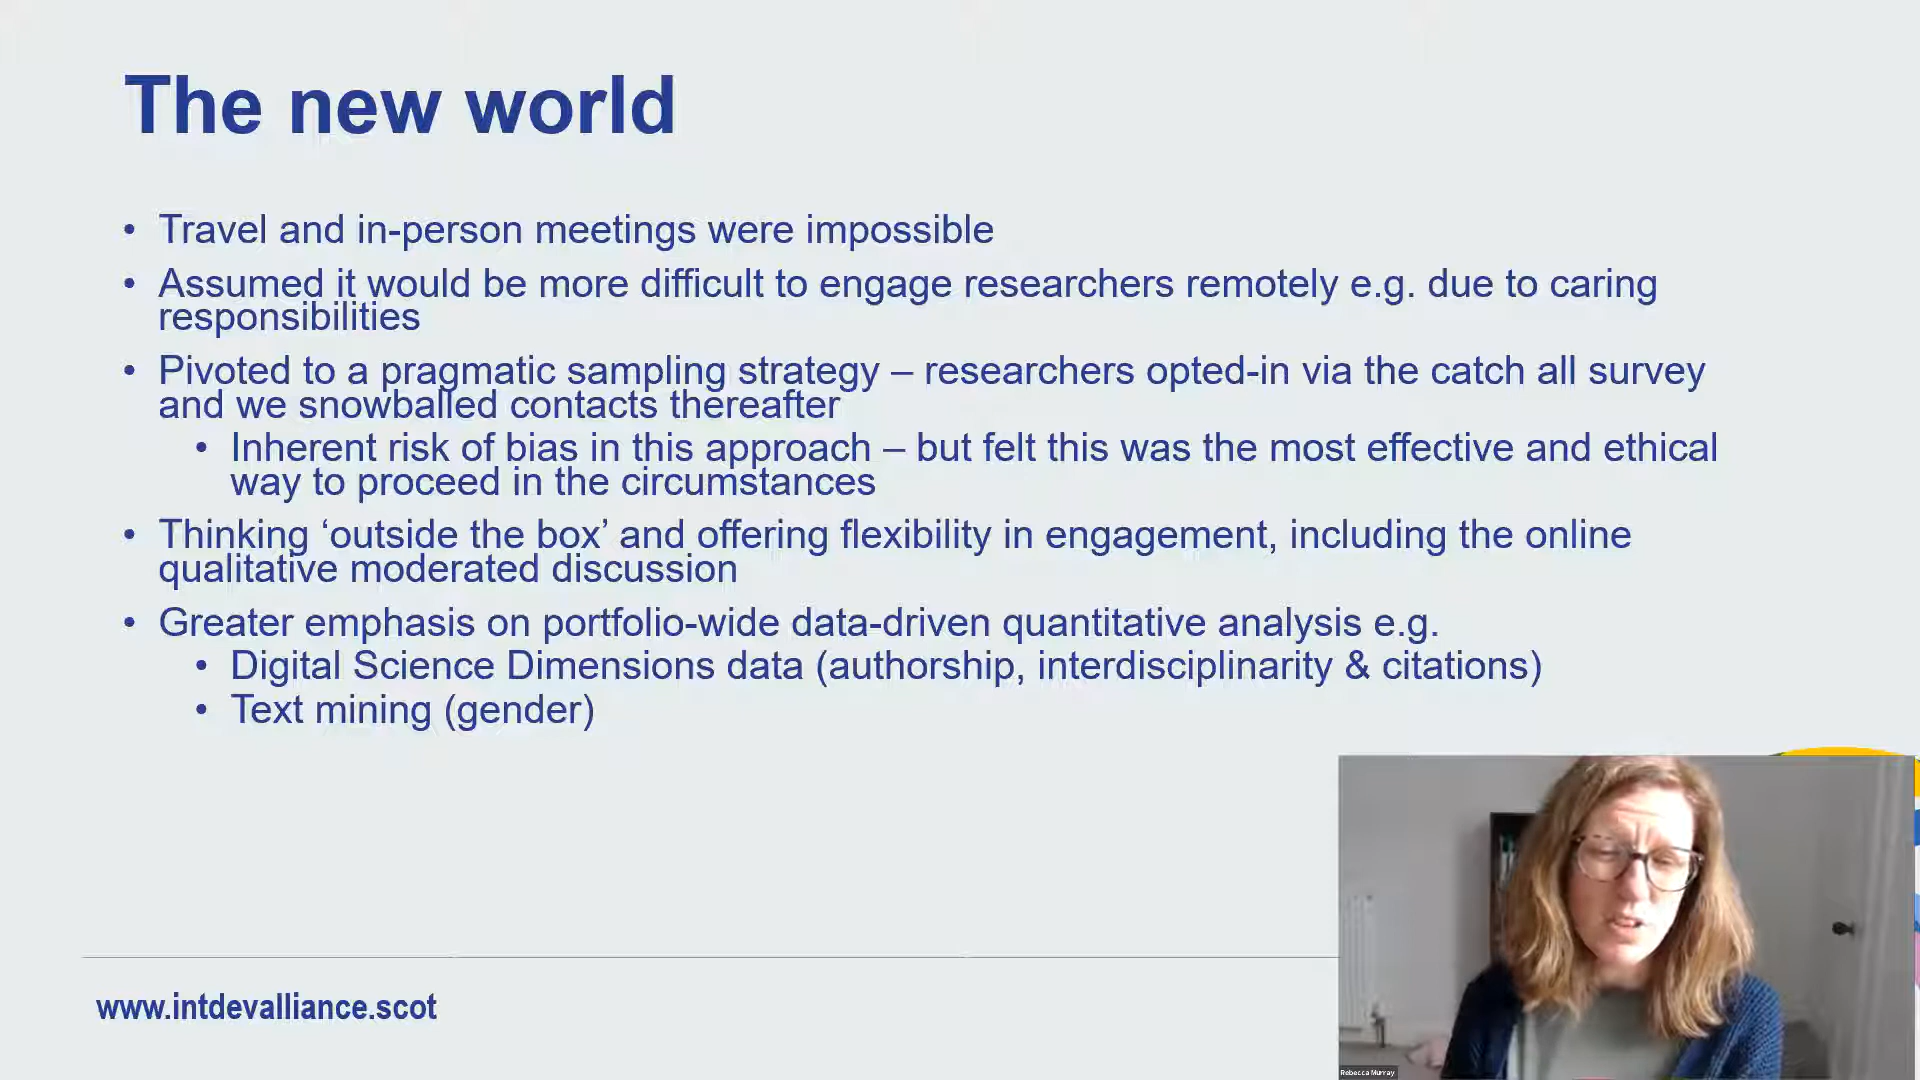 The new world
• Travel and in-person meetings were impossible
• Assumed it would be more difficult to engage researchers remotely e.g. due to caring
responsibilities
• Pivoted to a pragmatic sampling strategy – researchers opted-in via the catch all survey
and we snowballed contacts thereafter
• Inherent risk of bias in this approach – but felt this was the most effective and ethical
way to proceed in the circumstances
• Thinking ‘outside the box’ and offering flexibility in engagement, including the online
qualitative moderated discussion
• Greater emphasis on portfolio-wide data-driven quantitative analysis e.g.
• Digital Science Dimensions data (authorship, interdisciplinarity & citations)
• Text mining (gender)
www.intdevalliance.scot
Rebecca Murray